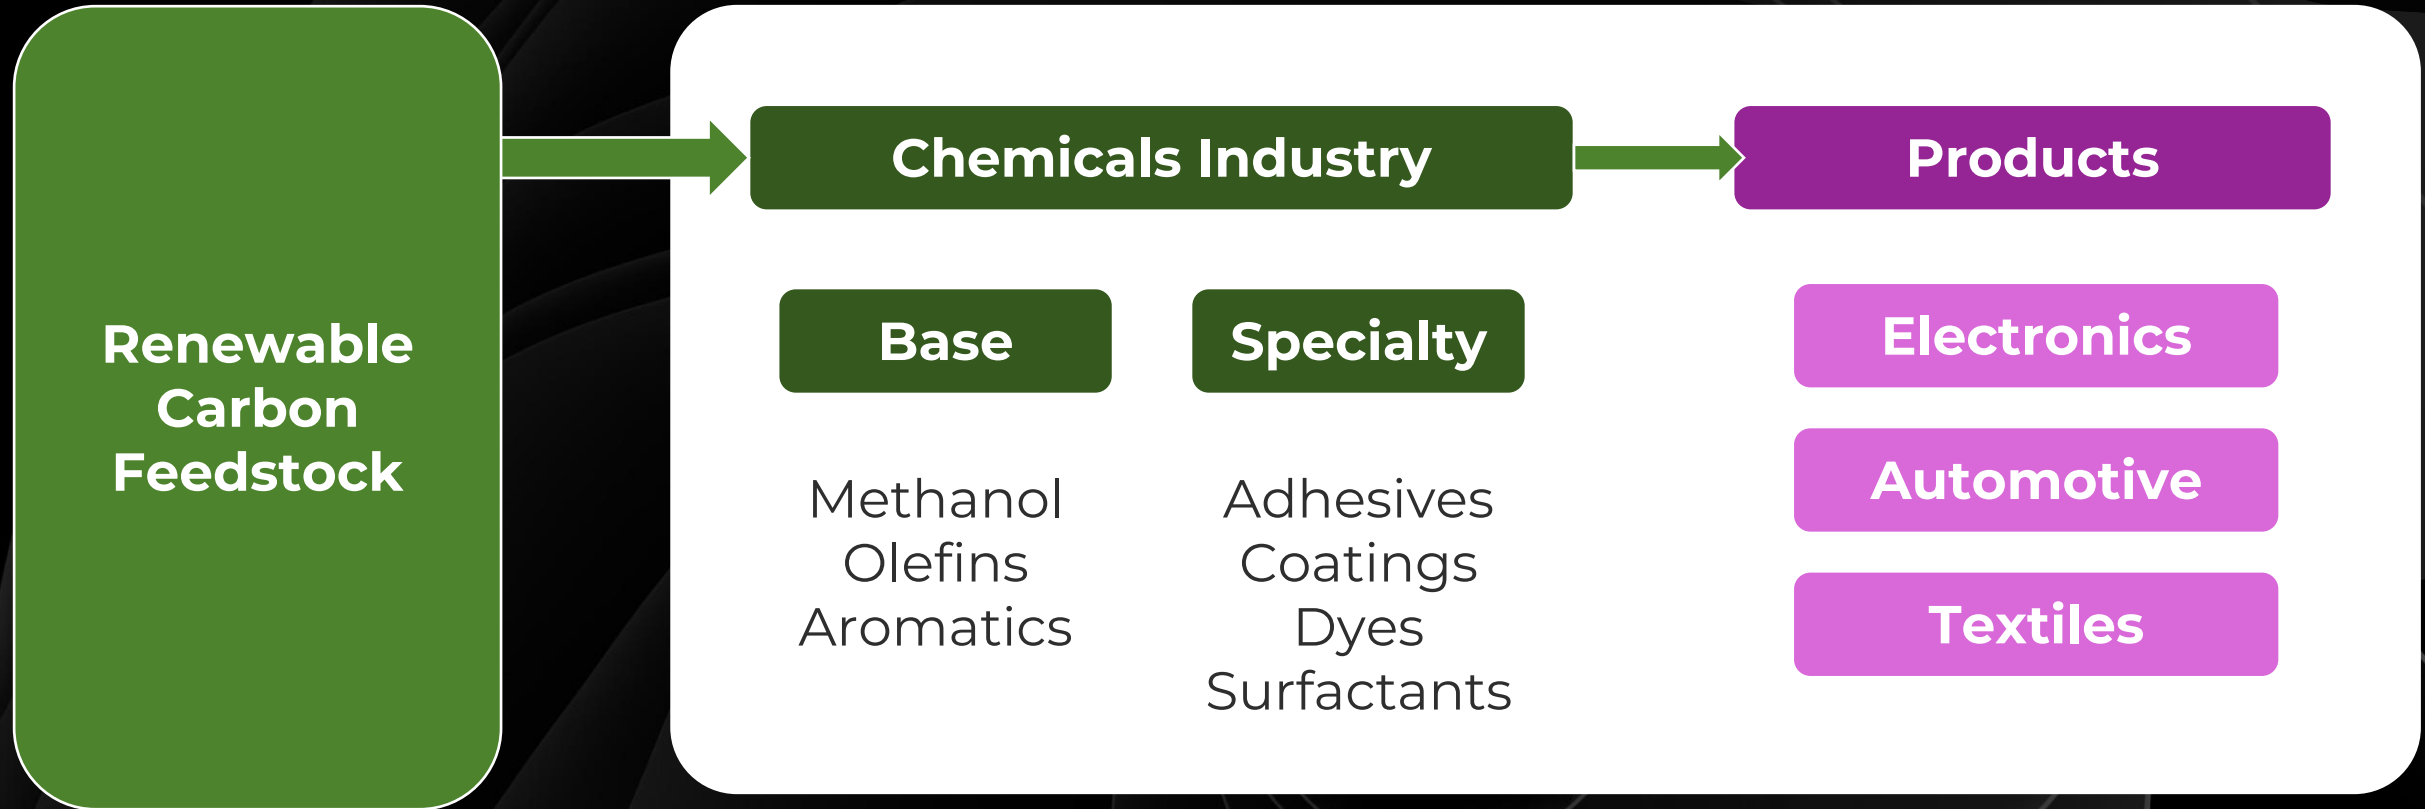 Renewable
Carbon
Feedstock
Chemicals Industry
Base
Methanol
Olefins
Aromatics
Specialty
Adhesives
Coatings
Dyes
Surfactants
Products
Electronics
Automotive
Textiles